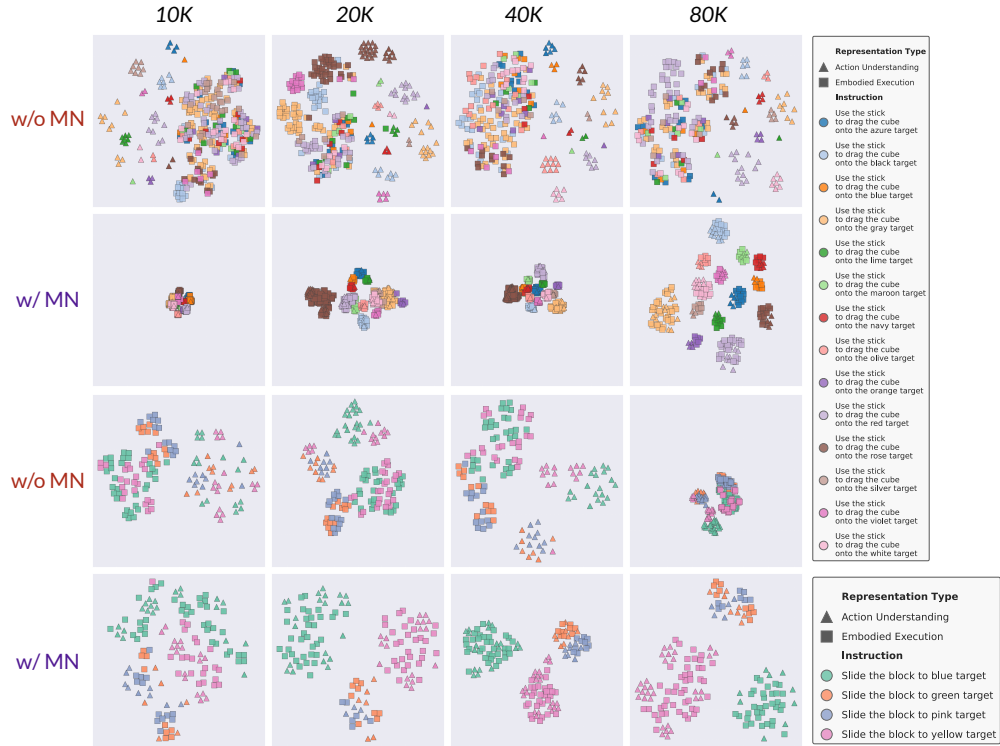 10K
20K
40K
80K
w/o MN
w/ MN
w/o MN
w/ MN
Representation Type
Action Understanding
Embodied Execution
Instruction
Use the stick
to drag the cube
onto the azure target
Use the stick
to drag the cube
onto the black target
Use the stick
to drag the cube
onto the blue target
Use the stick
to drag the cube
onto the gray target
Use the stick
to drag the cube
onto the lime target
Use the stick
to drag the cube
onto the maroon target
Use the stick
to drag the cube
onto the navy target
Use the stick
to drag the cube
onto the olive target
Use the stick
to drag the cube
onto the orange target
Use the stick
to drag the cube
onto the red target
Use the stick
to drag the cube
onto the rose target
Use the stick
to drag the cube
onto the silver target
Use the stick
to drag the cube
onto the violet target
Use the stick
to drag the cube
onto the white target
Representation Type
Action Understanding
Embodied Execution
Instruction
Slide the block to blue target
Slide the block to green target
Slide the block to pink target
Slide the block to yellow target